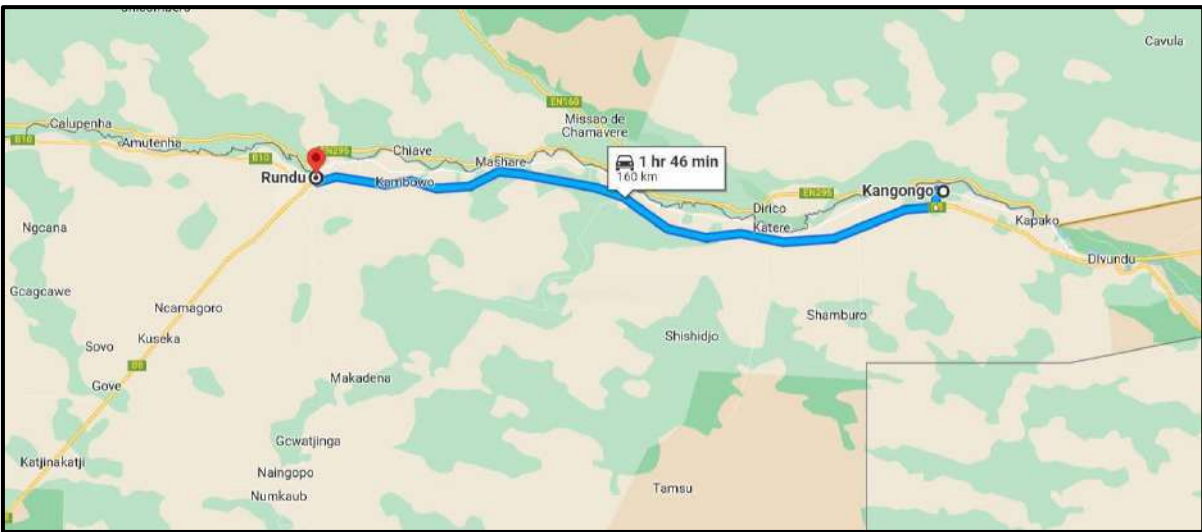 Cavula
EN160
Missao de
Chamavere
Calupenha
B10
Amutenha
B10
EN295
Chiave
Mashare
1 hr 46 min
160 km
Rundu
Kambowo
Kangongo
EN295
Dirico
Katere
Kapako
Ngcana
Divundu
Gcagcawe
Ncamagoro
Shamburo
Kuseka
Sovo
Shishidjo
B8
Gove
Makadena
Gcwatjinga
Katjinakatji
Naingopo
Tamsu
Numkaub